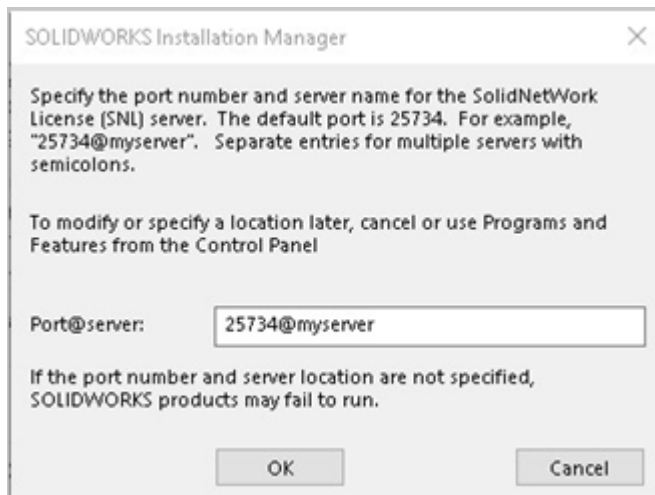 SOLIDWORKS Installation Manager
Specify the port number and server name for the SolidNetWork
License (SNL) server.  The default port is 25734.  For example,
"25734@myserver".   Separate entries for multiple servers with
semicolons.
To modify or specify a location later, cancel or use Programs and
Features from the Control Panel
Port@server: 25734@myserver
If the port number and server location are not specified,
SOLIDWORKS products may fail to run.
OK Cancel